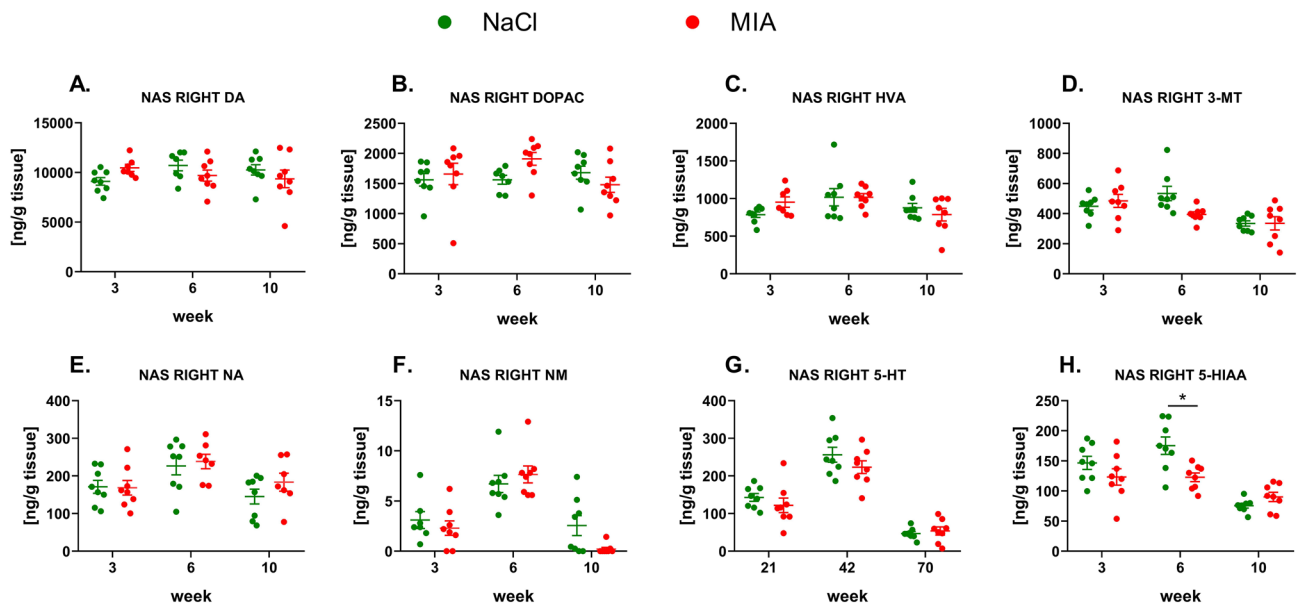 NaCl MIA
A. B. C. D.
NAS RIGHT DA NAS RIGHT DOPAC NAS RIGHT HVA NAS RIGHT 3-MT
[ng/g tissue] [ng/g tissue] [ng/g tissue] [ng/g tissue]
15000 2500 2000 1000
2000 800
10000 1500 1500 600
1000 1000 400
5000 500 500 200
0 0 0 0
3 6 10 3 6 10 3 6 10 3 6 10
week week week week
E. F. G. H.
NAS RIGHT NA NAS RIGHT NM NAS RIGHT 5-HT NAS RIGHT 5-HIAA
[ng/g tissue] [ng/g tissue] [ng/g tissue] [ng/g tissue]
400 15 400 250
*
300 10 300 200
200 200 150
100 5 100 100
50
0 0 0 0
3 6 10 3 6 10 21 42 70 3 6 10
week week week week